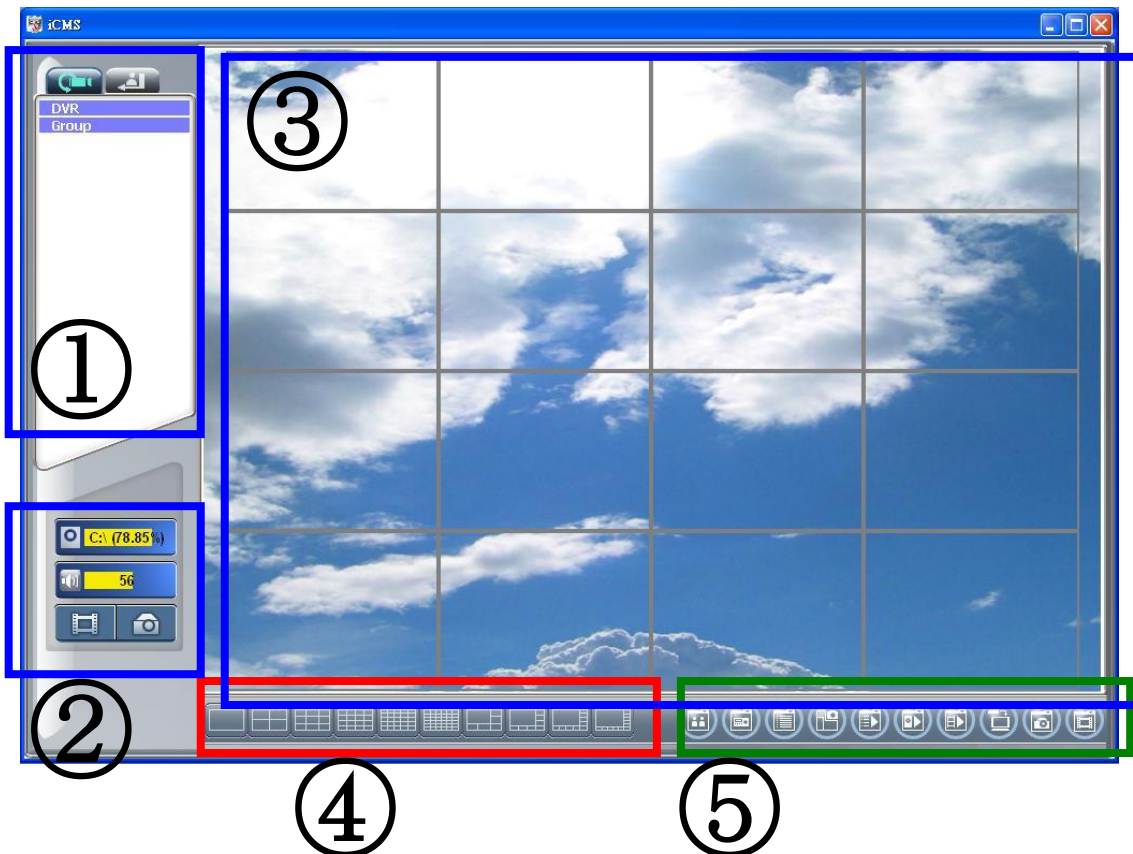 iCMS
③
DVR
Group
①
C:\ (78.85%)
56
②
④
⑤